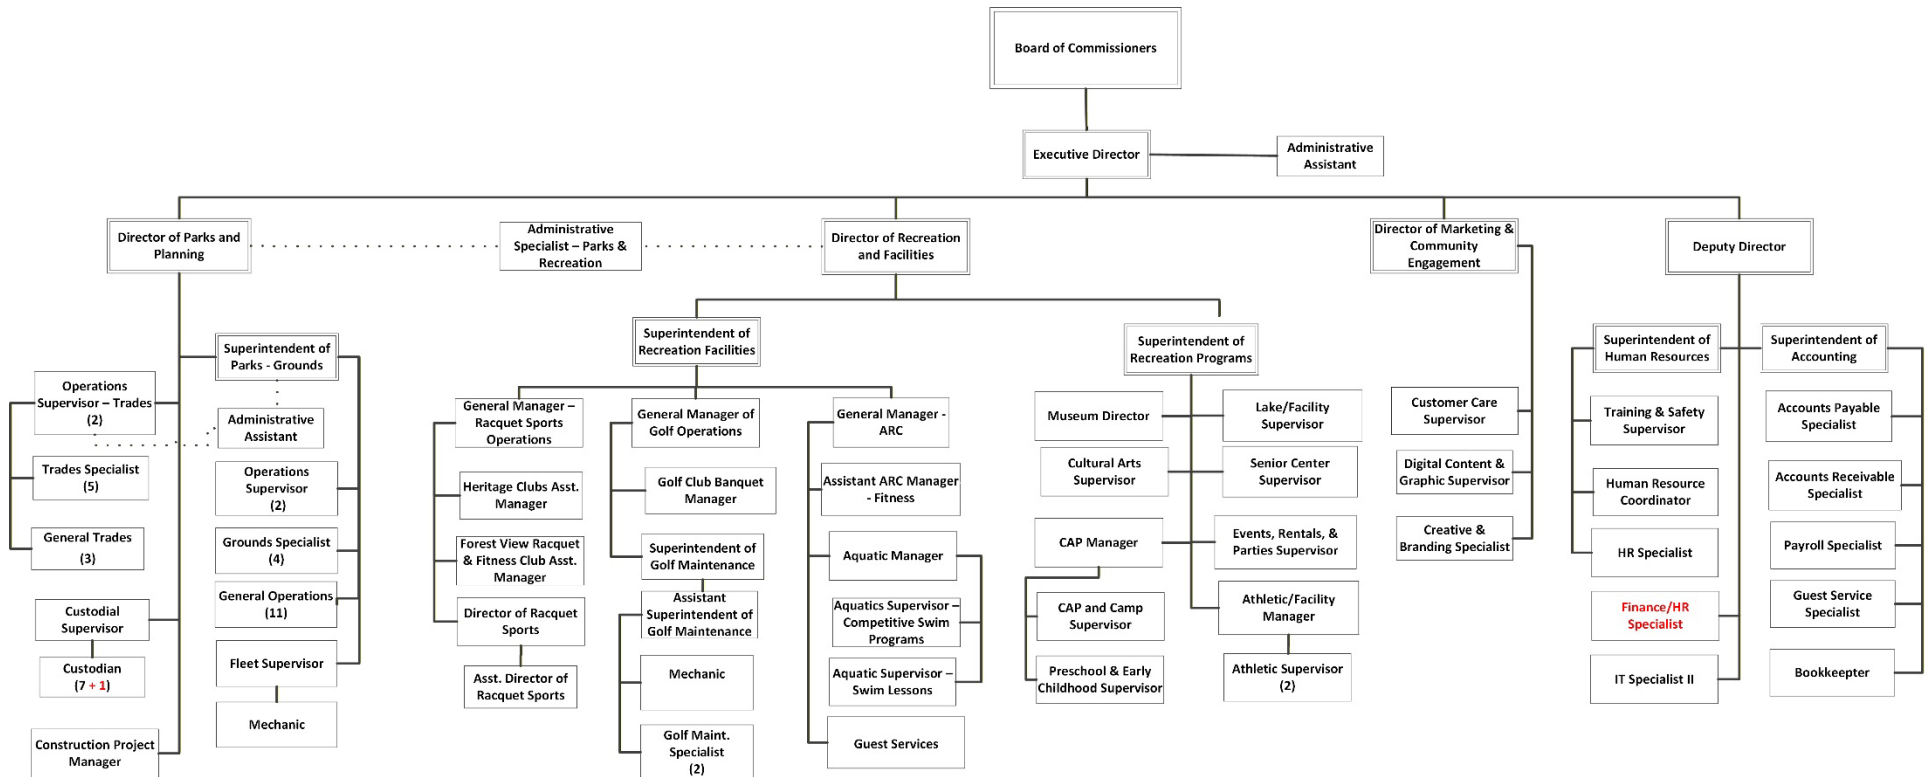 Board of Commissioners
Executive Director
Administrative
Assistant
Director of Parks and
Planning
Administrative
Specialist – Parks &
Recreation
Director of Recreation
and Facilities
Director of Marketing &
Community
Engagement
Deputy Director
Superintendent of
Parks - Grounds
Operations
Supervisor – Trades
(2)
Administrative
Assistant
Trades Specialist
(5)
Operations
Supervisor
(2)
General Trades
(3)
Grounds Specialist
(4)
General Operations
(11)
Custodial
Supervisor
Custodian
(7 + 1)
Fleet Supervisor
Mechanic
Construction Project
Manager
Superintendent of
Recreation Facilities
General Manager –
Racquet Sports
Operations
Heritage Clubs Asst.
Manager
Forest View Racquet
& Fitness Club Asst.
Manager
Director of Racquet
Sports
Asst. Director of
Racquet Sports
General Manager of
Golf Operations
Golf Club Banquet
Manager
Superintendent of
Golf Maintenance
Assistant
Superintendent of
Golf Maintenance
Mechanic
Golf Maint.
Specialist
(2)
General Manager -
ARC
Assistant ARC Manager
- Fitness
Aquatic Manager
Aquatics Supervisor –
Competitive Swim
Programs
Aquatic Supervisor –
Swim Lessons
Guest Services
Superintendent of
Recreation Programs
Museum Director
Lake/Facility
Supervisor
Cultural Arts
Supervisor
Senior Center
Supervisor
CAP Manager
Events, Rentals, &
Parties Supervisor
CAP and Camp
Supervisor
Athletic/Facility
Manager
Preschool & Early
Childhood Supervisor
Athletic Supervisor
(2)
Customer Care
Supervisor
Digital Content &
Graphic Supervisor
Creative &
Branding Specialist
Superintendent of
Human Resources
Training & Safety
Supervisor
Human Resource
Coordinator
HR Specialist
Finance/HR
Specialist
IT Specialist II
Superintendent of
Accounting
Accounts Payable
Specialist
Accounts Receivable
Specialist
Payroll Specialist
Guest Service
Specialist
Bookkeeper